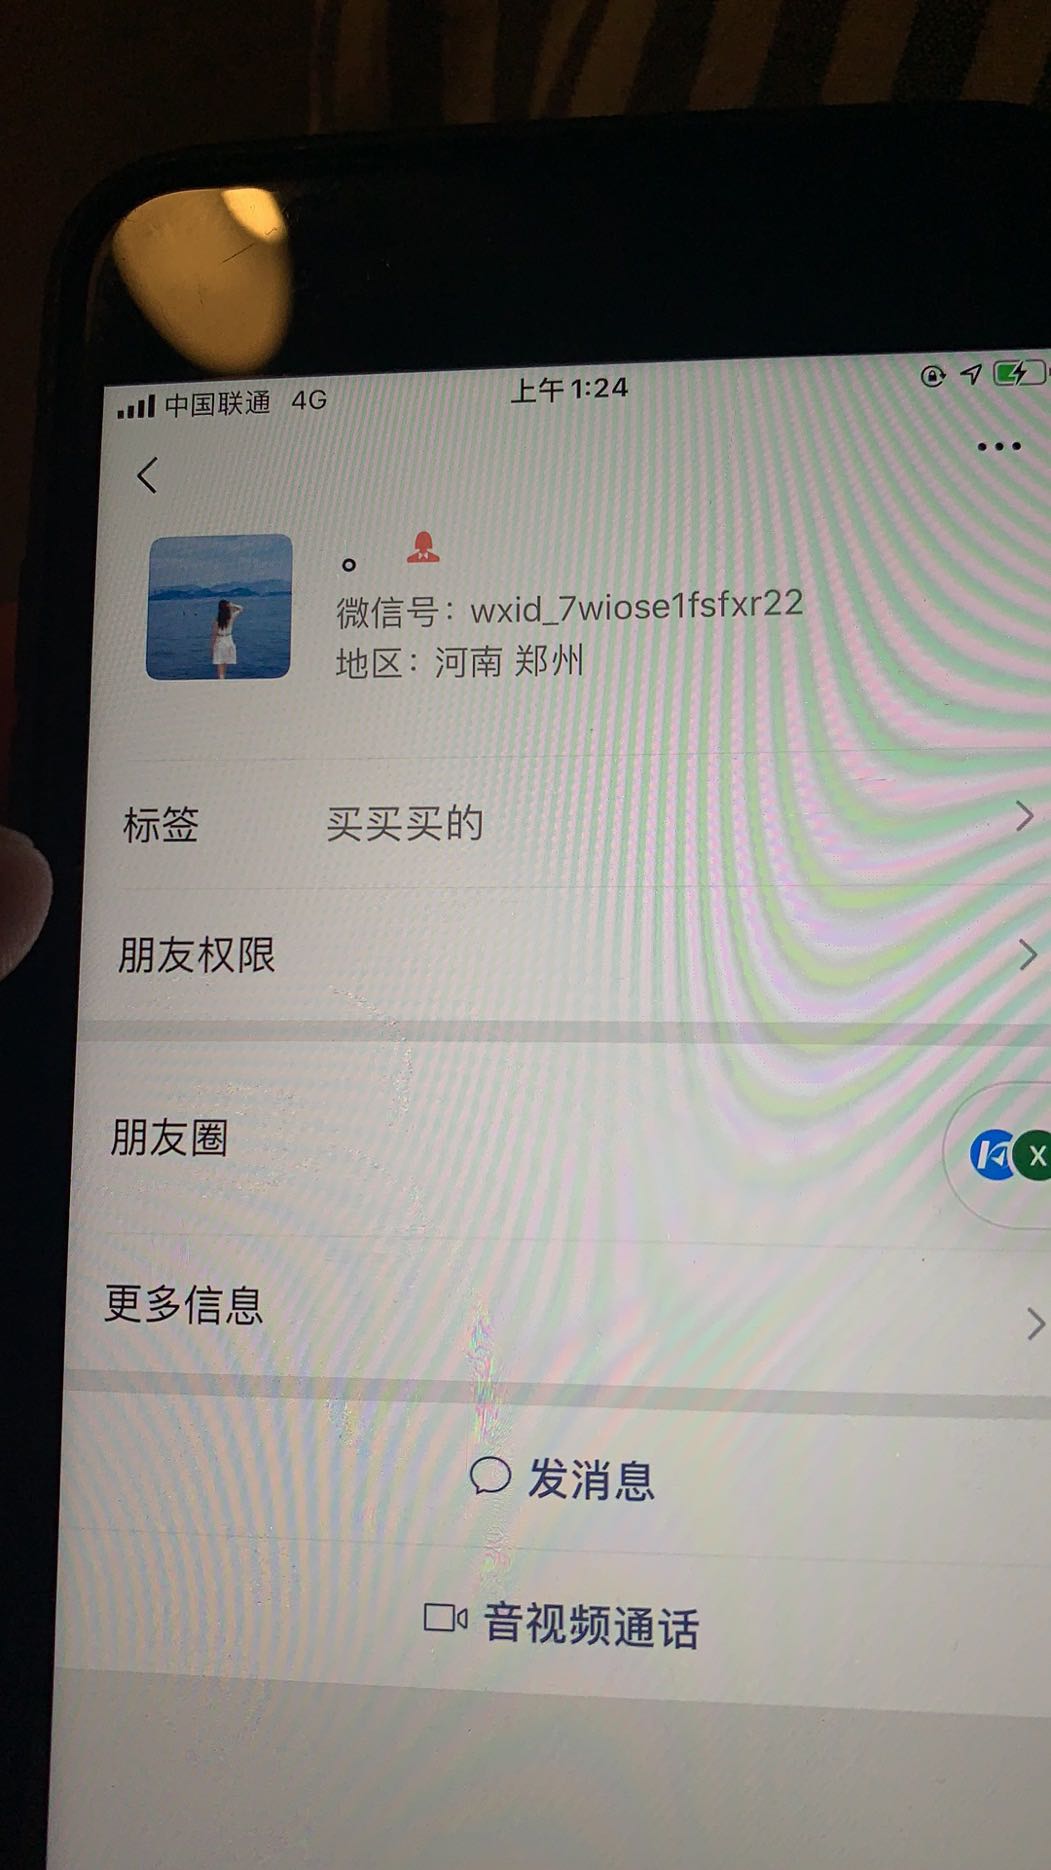 中国联通 4G 上午1:24
。
微信号：wxid_7wiose1fsfxr22
地区：河南 郑州
标签 买买买的
朋友权限
朋友圈
X
更多信息
发消息
音视频通话